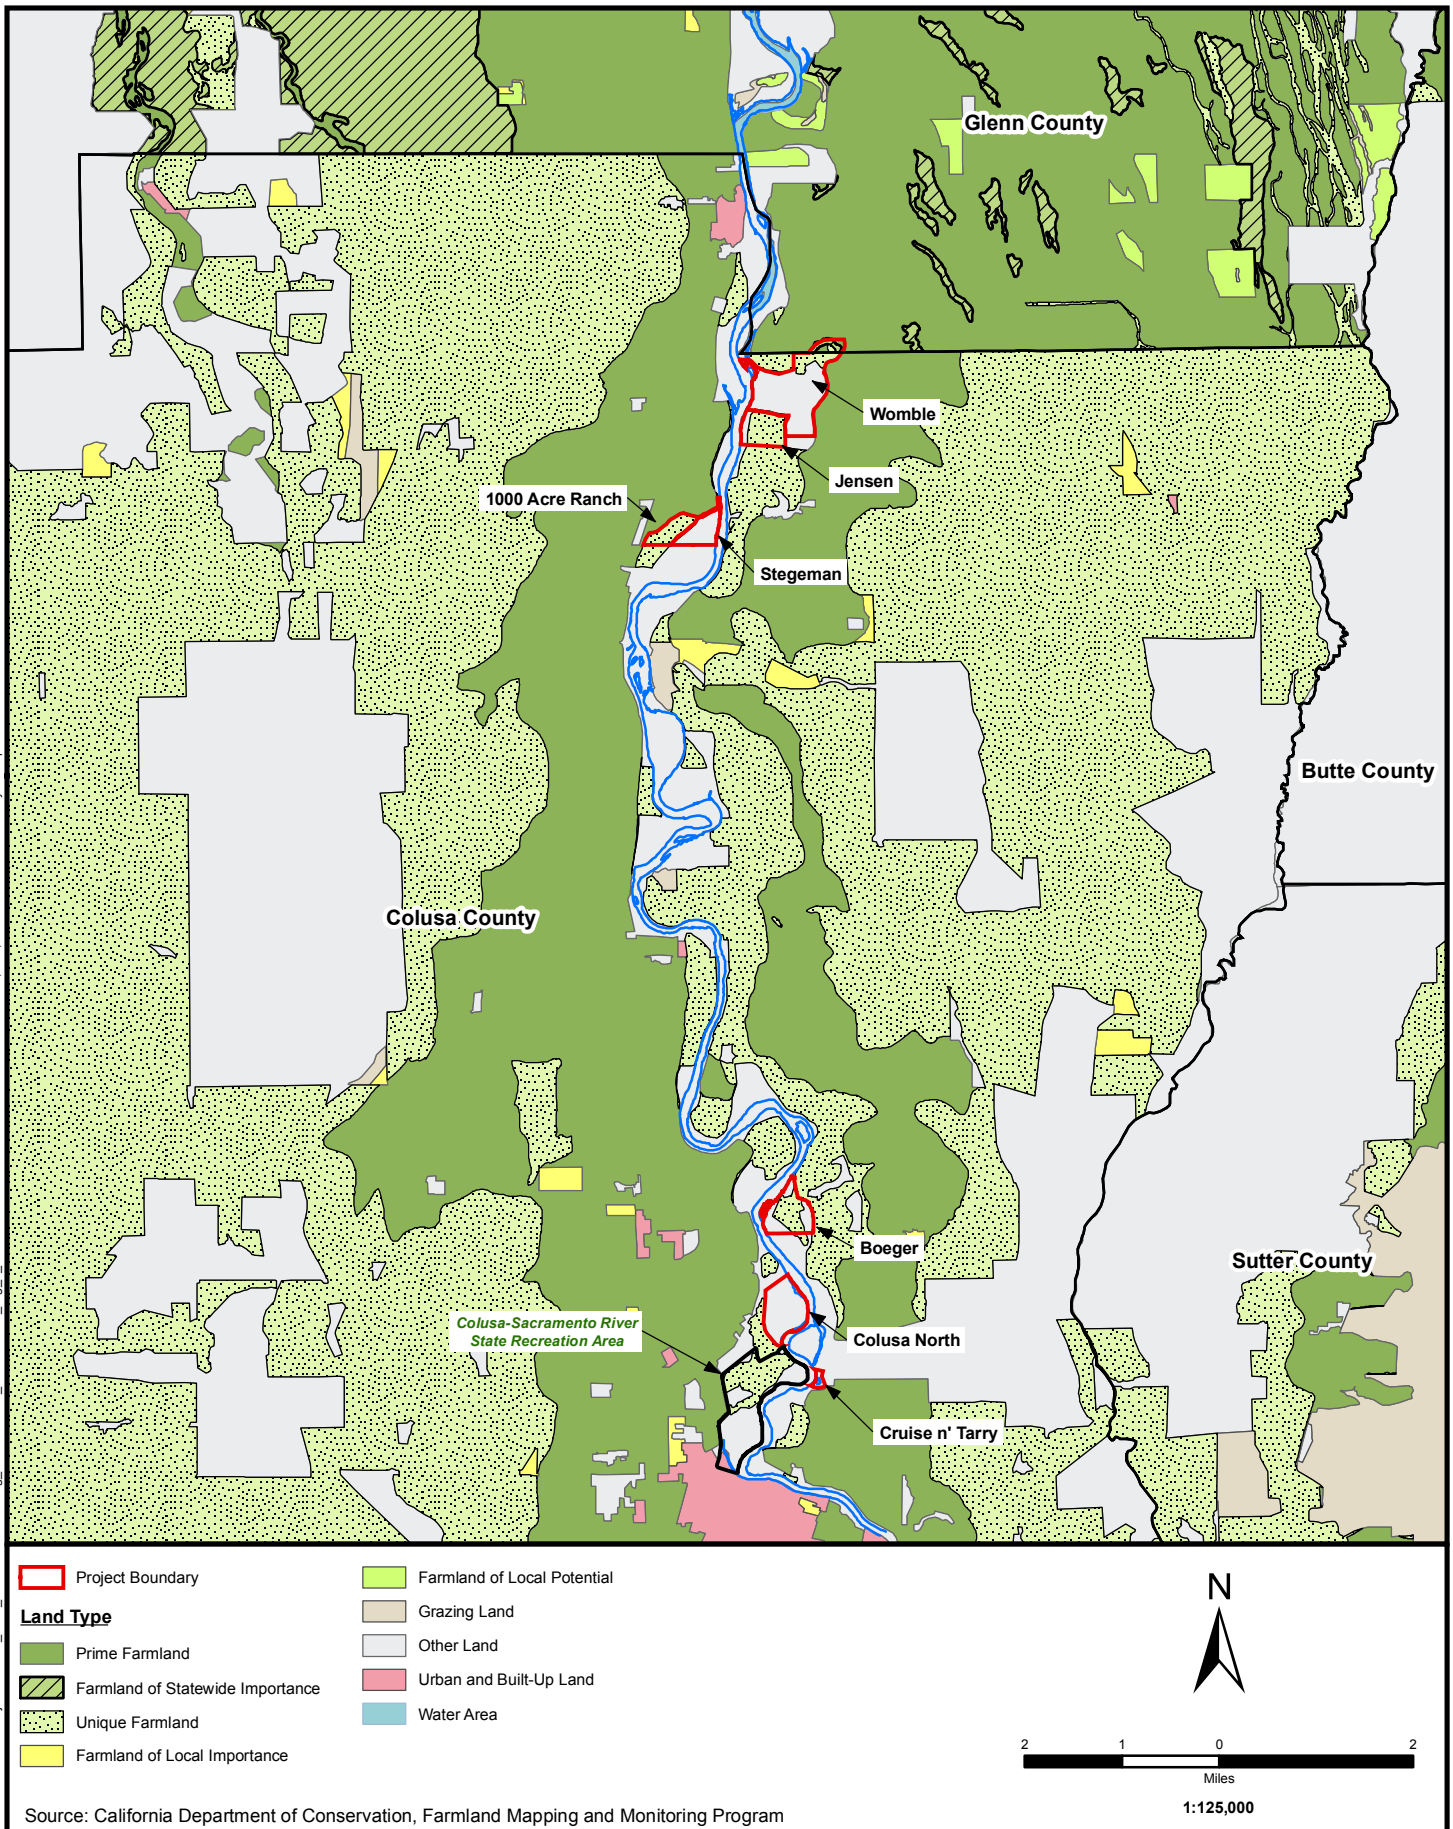 Glenn County
Womble
Jensen
1000 Acre Ranch
Stegeman
Butte County
Colusa County
Boeger
Sutter County
Colusa-Sacramento River
State Recreation Area
Colusa North
Cruise n' Tarry
Project Boundary
Land Type
Prime Farmland
Farmland of Statewide Importance
Unique Farmland
Farmland of Local Importance
Farmland of Local Potential
Grazing Land
Other Land
Urban and Built-Up Land
Water Area
N
2 1 0 2
Miles
1:125,000
Source: California Department of Conservation, Farmland Mapping and Monitoring Program